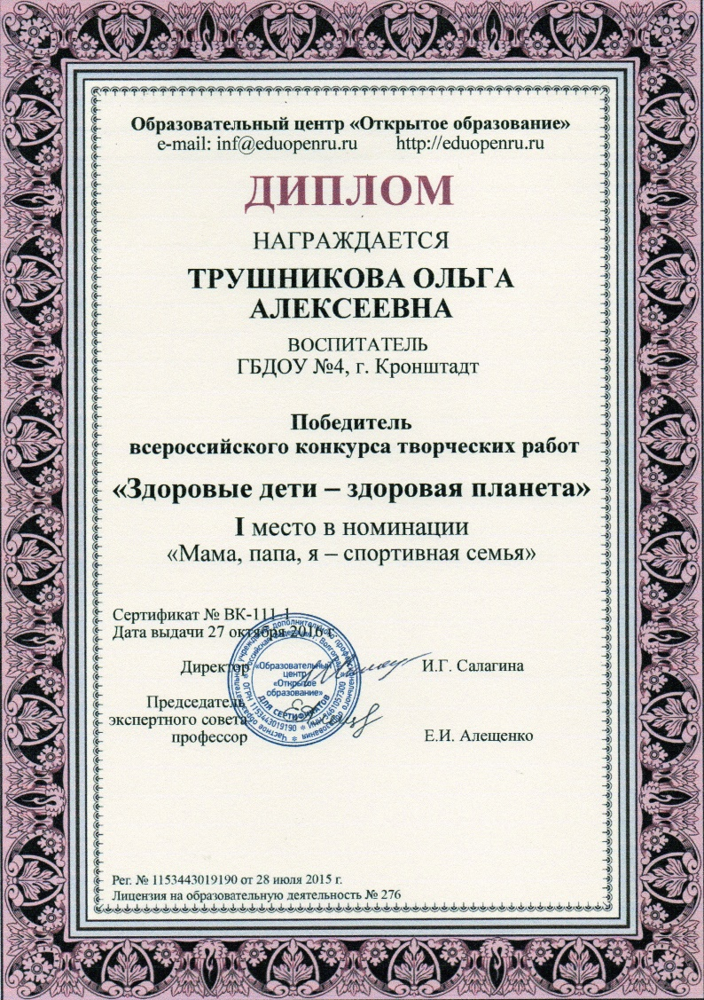 Образовательный центр «Открытое образование»
e-mail: inf@eduopenru.ru http://eduopenru.ru
ДИПЛОМ
НАГРАЖДАЕТСЯ
ТРУШНИКОВА ОЛЬГА
АЛЕКСЕЕВНА
ВОСПИТАТЕЛЬ
ГБДОУ №4, г. Кронштадт
Победитель
всероссийского конкурса творческих работ
«Здоровые дети – здоровая планета»
I место в номинации
«Мама, папа, я – спортивная семья»
Сертификат № ВК-111-1
Дата выдачи 27 октября 2016 г.
Директор И.Г. Салагина
«Образовательный
центр
«Открытое
образование»
ДЛЯ СЕРТИФИКАТОВ
Председатель
экспертного совета
профессор Е.И. Алещенко
Рег. № 1153443019190 от 28 июля 2015 г.
Лицензия на образовательную деятельность № 276